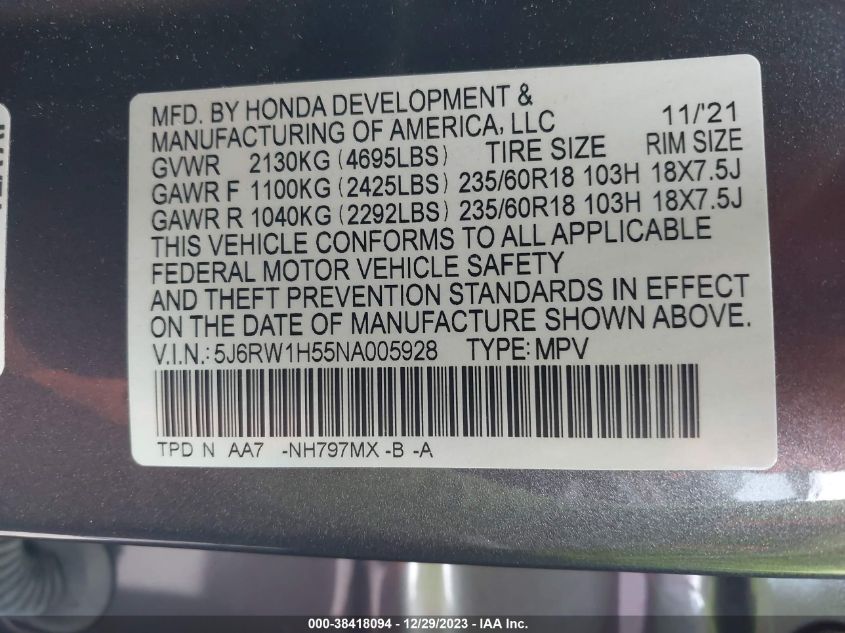 MFD. BY HONDA DEVELOPMENT &
MANUFACTURING OF AMERICA, LLC 11/'21
GVWR 2130KG (4695LBS) TIRE SIZE RIM SIZE
GAWR F 1100KG (2425LBS) 235/60R18 103H 18X7.5J
GAWR R 1040KG (2292LBS) 235/60R18 103H 18X7.5J
THIS VEHICLE CONFORMS TO ALL APPLICABLE
FEDERAL MOTOR VEHICLE SAFETY
AND THEFT PREVENTION STANDARDS IN EFFECT
ON THE DATE OF MANUFACTURE SHOWN ABOVE.
V.I.N.: 5J6RW1H55NA005928 TYPE: MPV
TPD N AA7 -NH797MX -B -A
000-38418094 - 12/29/2023 - IAA Inc.